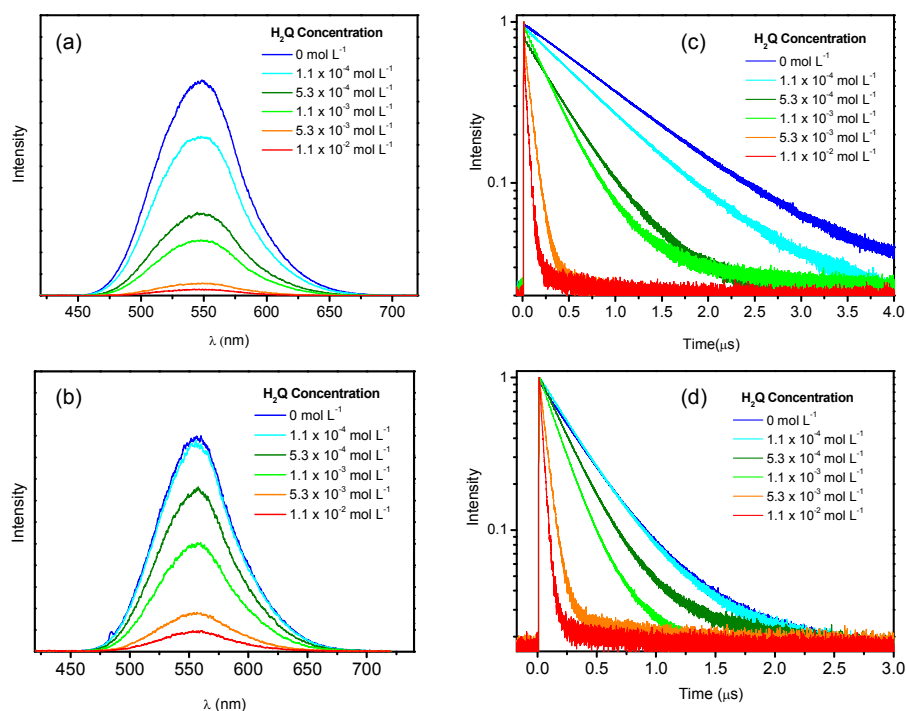 (a)
H₂Q Concentration
0 mol L⁻¹
1.1 x 10⁻⁴ mol L⁻¹
5.3 x 10⁻⁴ mol L⁻¹
1.1 x 10⁻³ mol L⁻¹
5.3 x 10⁻³ mol L⁻¹
1.1 x 10⁻² mol L⁻¹
Intensity
450 500 550 600 650 700
λ (nm)
(c)
H₂Q Concentration
0 mol L⁻¹
1.1 x 10⁻⁴ mol L⁻¹
5.3 x 10⁻⁴ mol L⁻¹
1.1 x 10⁻³ mol L⁻¹
5.3 x 10⁻³ mol L⁻¹
1.1 x 10⁻² mol L⁻¹
Intensity
1
0.1
0.0 0.5 1.0 1.5 2.0 2.5 3.0 3.5 4.0
Time(μs)
(b)
H₂Q Concentration
0 mol L⁻¹
1.1 x 10⁻⁴ mol L⁻¹
5.3 x 10⁻⁴ mol L⁻¹
1.1 x 10⁻³ mol L⁻¹
5.3 x 10⁻³ mol L⁻¹
1.1 x 10⁻² mol L⁻¹
Intensity
450 500 550 600 650 700
λ (nm)
(d)
H₂Q Concentration
0 mol L⁻¹
1.1 x 10⁻⁴ mol L⁻¹
5.3 x 10⁻⁴ mol L⁻¹
1.1 x 10⁻³ mol L⁻¹
5.3 x 10⁻³ mol L⁻¹
1.1 x 10⁻² mol L⁻¹
Intensity
1
0.1
0.0 0.5 1.0 1.5 2.0 2.5 3.0
Time (μs)